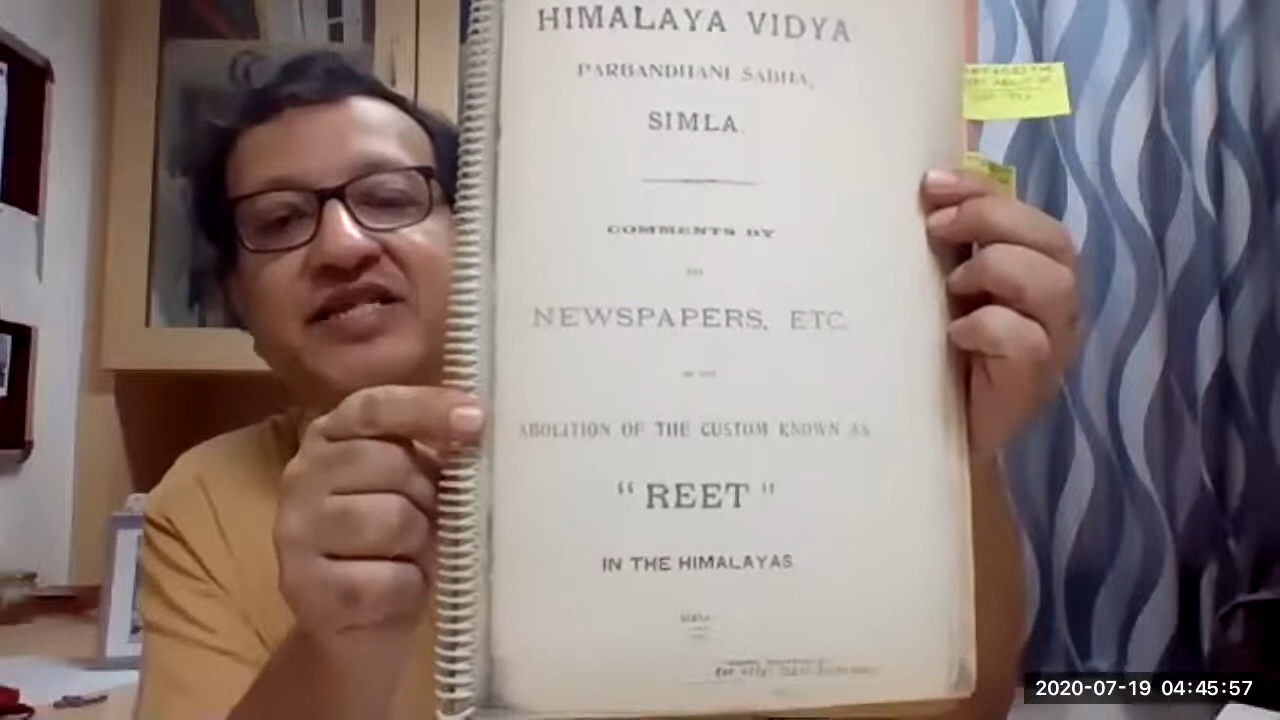 HIMALAYA VIDYA
PARBANDHANI SABHA,
SIMLA.
COMMENTS BY
NEWSPAPERS, ETC.
ABOLITION OF THE CUSTOM KNOWN AS
"REET"
IN THE HIMALAYAS
2020-07-19 04:45:57